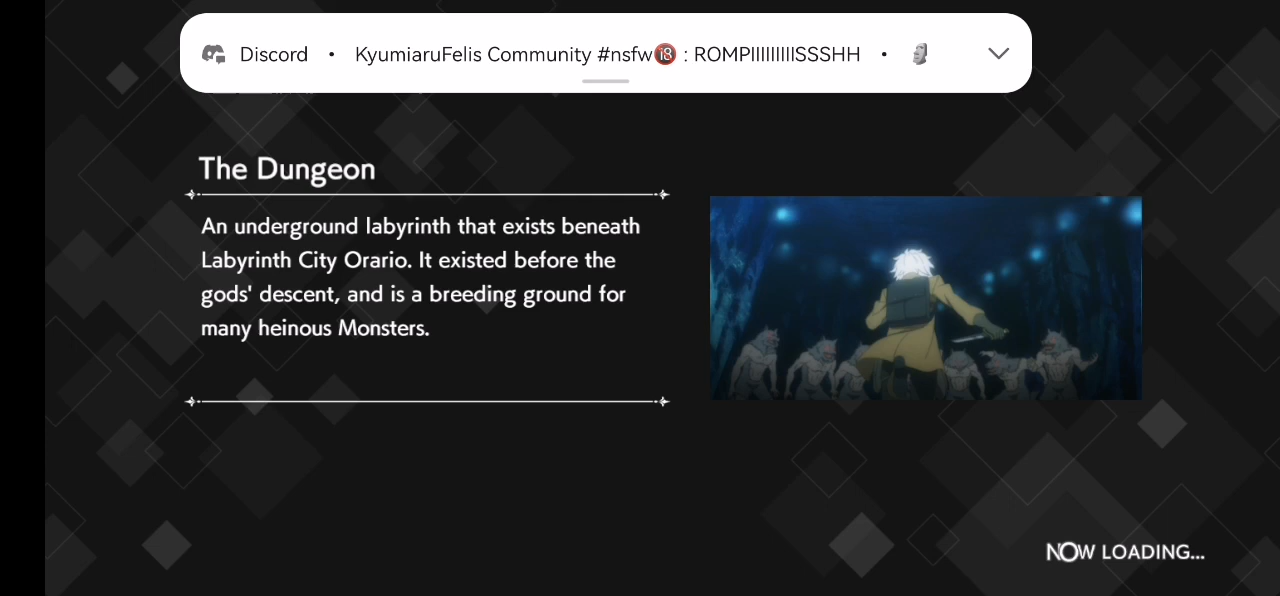 Discord • KyumiaruFelis Community #nsfw🔞 : ROMPIIIIIIIIISSSHH • 🗿
The Dungeon
An underground labyrinth that exists beneath
Labyrinth City Orario. It existed before the
gods' descent, and is a breeding ground for
many heinous Monsters.
NOW LOADING...